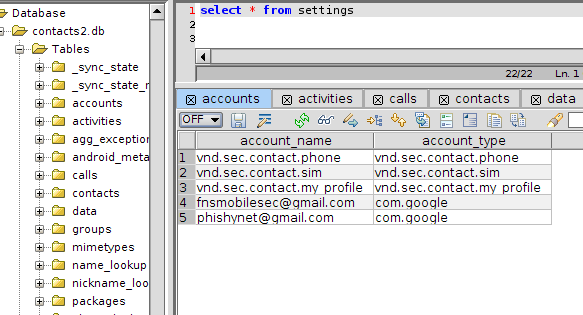 Database
contacts2.db
Tables
_sync_state
_sync_state_r
accounts
activities
agg_exception
android_meta
calls
contacts
data
groups
mimetypes
name_lookup
nickname_loo
packages
1 select * from settings
2
3
22/22 Ln. 1
accounts activities calls contacts data
OFF
account_name account_type
1 vnd.sec.contact.phone vnd.sec.contact.phone
2 vnd.sec.contact.sim vnd.sec.contact.sim
3 vnd.sec.contact.my_profile vnd.sec.contact.my_profile
4 fnsmobilesec@gmail.com com.google
5 phishynet@gmail.com com.google